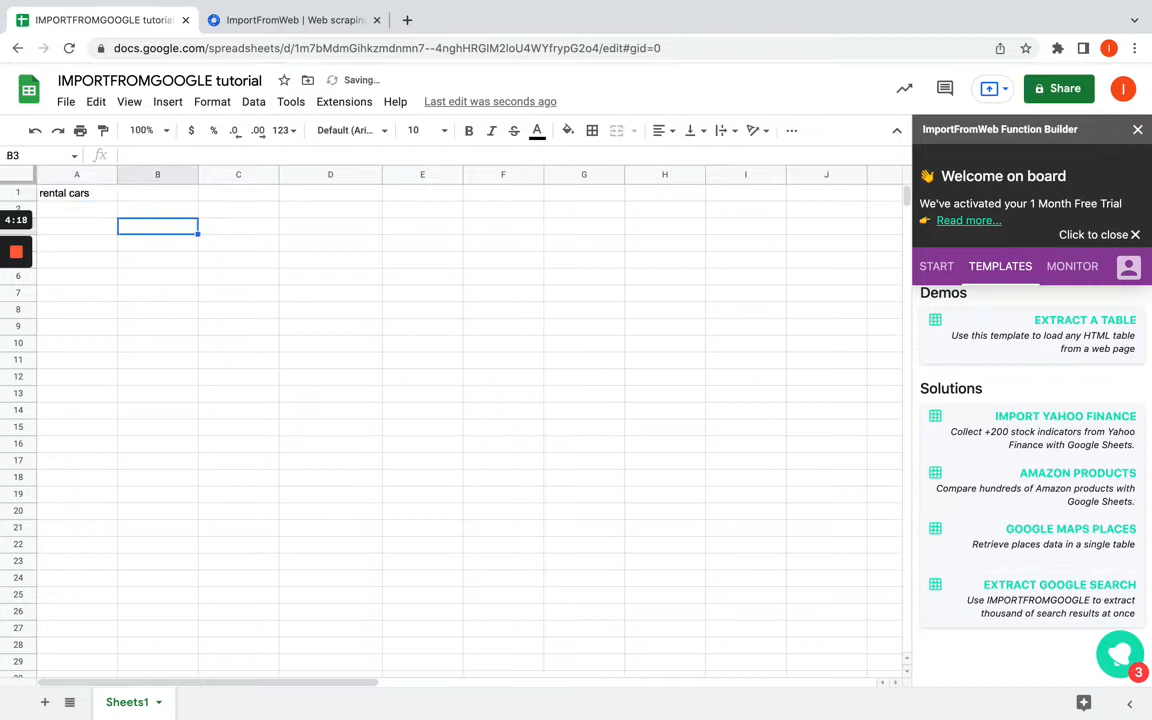 IMPORTFROMGOOGLE tutorial
ImportFromWeb | Web scraping
docs.google.com/spreadsheets/d/1m7bMdmGihkzmdnmn7--4nghHRGlM2loU4WYfrypG2o4/edit#gid=0
IMPORTFROMGOOGLE tutorial
Saving...
File Edit View Insert Format Data Tools Extensions Help Last edit was seconds ago
Share
I
I
100% $ % .0 .00 123 Default (Ari... 10 B I S A
B3
fx
A B C D E F G H I J
1 rental cars
2
4:18
6
7
8
9
10
11
12
13
14
15
16
17
18
19
20
21
22
23
24
25
26
27
28
29
Sheets1
ImportFromWeb Function Builder
👋 Welcome on board
We've activated your 1 Month Free Trial
👉 Read more...
Click to close
START TEMPLATES MONITOR
Demos
EXTRACT A TABLE
Use this template to load any HTML table
from a web page
Solutions
IMPORT YAHOO FINANCE
Collect +200 stock indicators from Yahoo
Finance with Google Sheets.
AMAZON PRODUCTS
Compare hundreds of Amazon products with
Google Sheets.
GOOGLE MAPS PLACES
Retrieve places data in a single table
EXTRACT GOOGLE SEARCH
Use IMPORTFROMGOOGLE to extract
thousand of search results at once
3